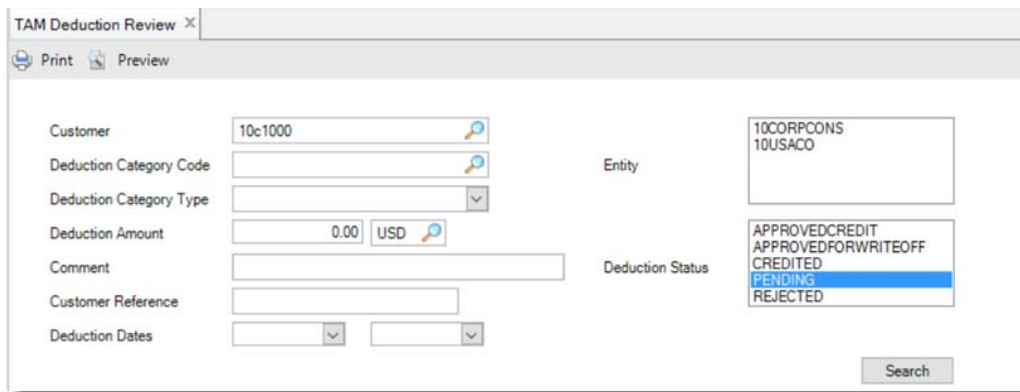 TAM Deduction Review
Print Preview
Customer 10c1000
Deduction Category Code
Deduction Category Type
Deduction Amount 0.00 USD
Comment
Customer Reference
Deduction Dates
Entity
10CORPCONS
10USACO
Deduction Status
APPROVEDCREDIT
APPROVEDFORWRITEOFF
CREDITED
PENDING
REJECTED
Search